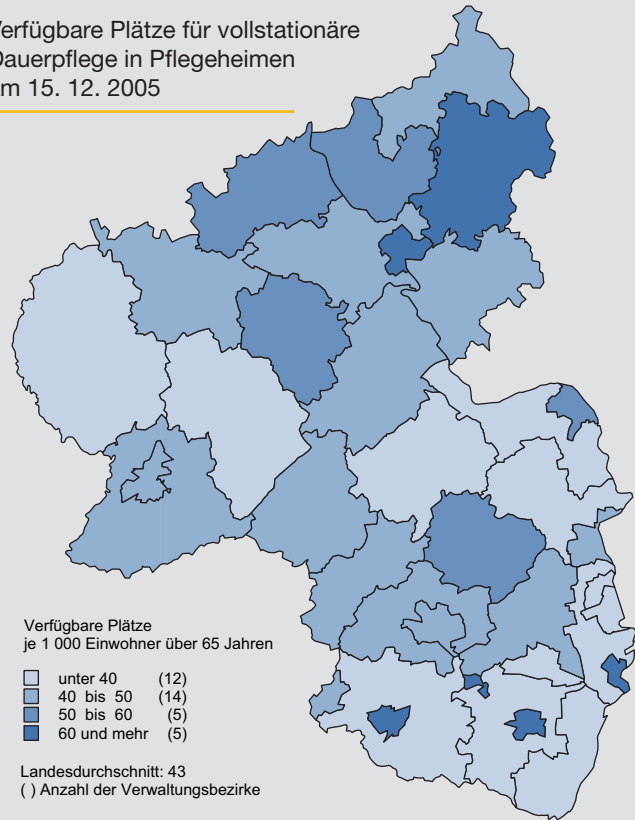 erfügbare Plätze für vollstationäre
Dauerpflege in Pflegeheimen
m 15. 12. 2005
Verfügbare Plätze
je 1 000 Einwohner über 65 Jahren
unter 40 (12)
40 bis 50 (14)
50 bis 60 (5)
60 und mehr (5)
Landesdurchschnitt: 43
( ) Anzahl der Verwaltungsbezirke